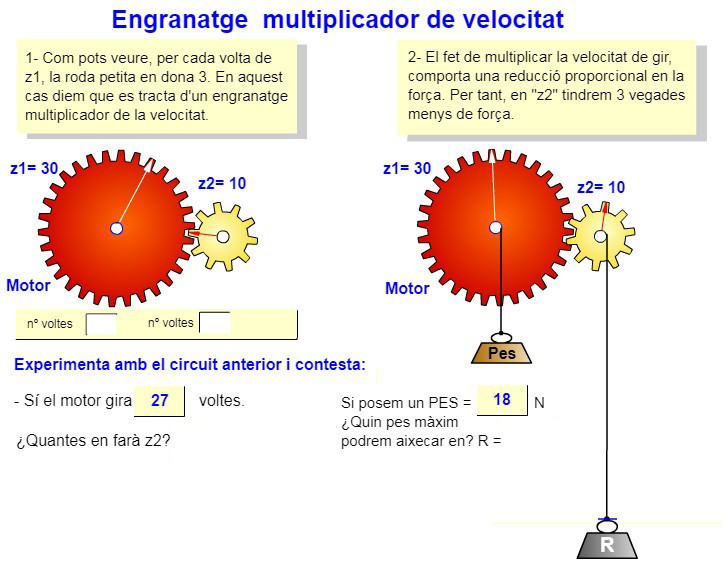 Engranatge  multiplicador de velocitat
1- Com pots veure, per cada volta de
z1, la roda petita en dona 3. En aquest
cas diem que es tracta d'un engranatge
multiplicador de la velocitat.
2- El fet de multiplicar la velocitat de gir,
comporta una reducció proporcional en la
força. Per tant, en "z2" tindrem 3 vegades
menys de força.
z1= 30
z2= 10
Motor
nº voltes
nº voltes
z1= 30
z2= 10
Motor
Pes
Experimenta amb el circuit anterior i contesta:
- Sí el motor gira 27 voltes.
¿Quantes en farà z2?
Si posem un PES = 18 N
¿Quin pes màxim
podrem aixecar en? R =
R